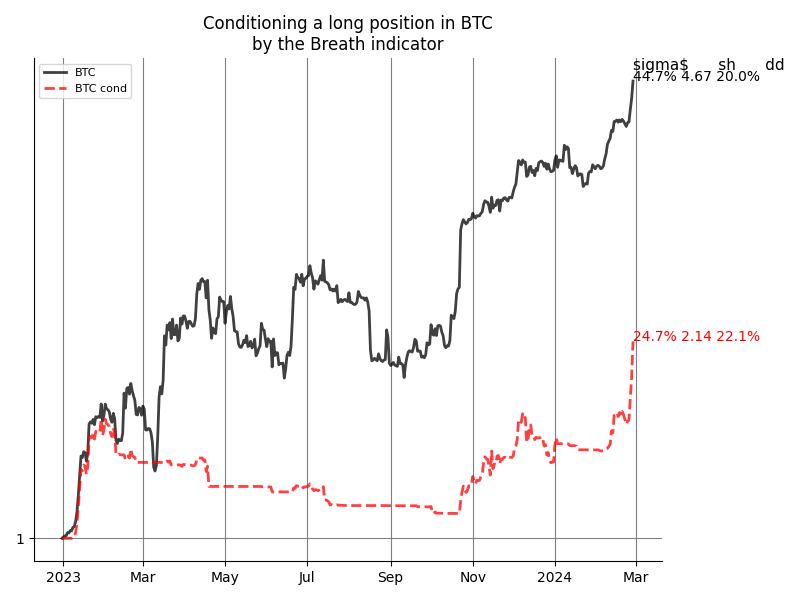 Conditioning a long position in BTC
by the Breath indicator
BTC
BTC cond
$igma$ sh dd
44.7% 4.67 20.0%
24.7% 2.14 22.1%
1
2023 Mar May Jul Sep Nov 2024 Mar